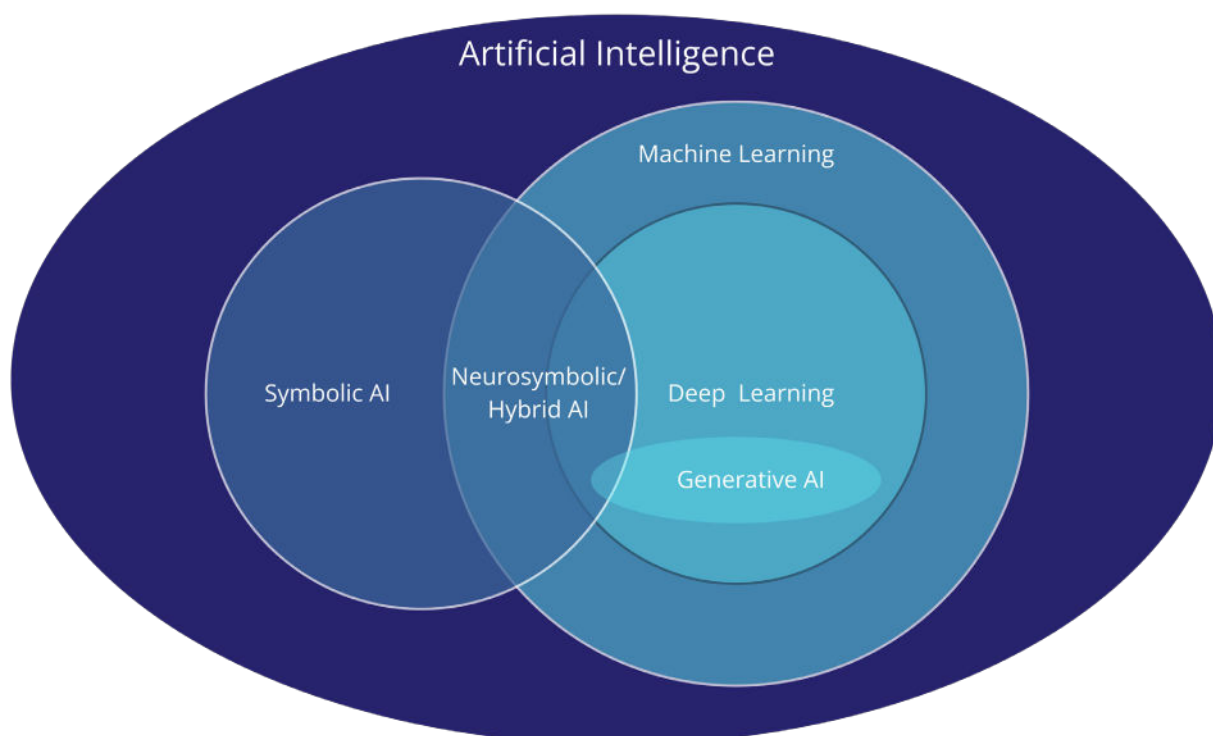 Artificial Intelligence
Machine Learning
Symbolic AI
Neurosymbolic/
Hybrid AI
Deep Learning
Generative AI